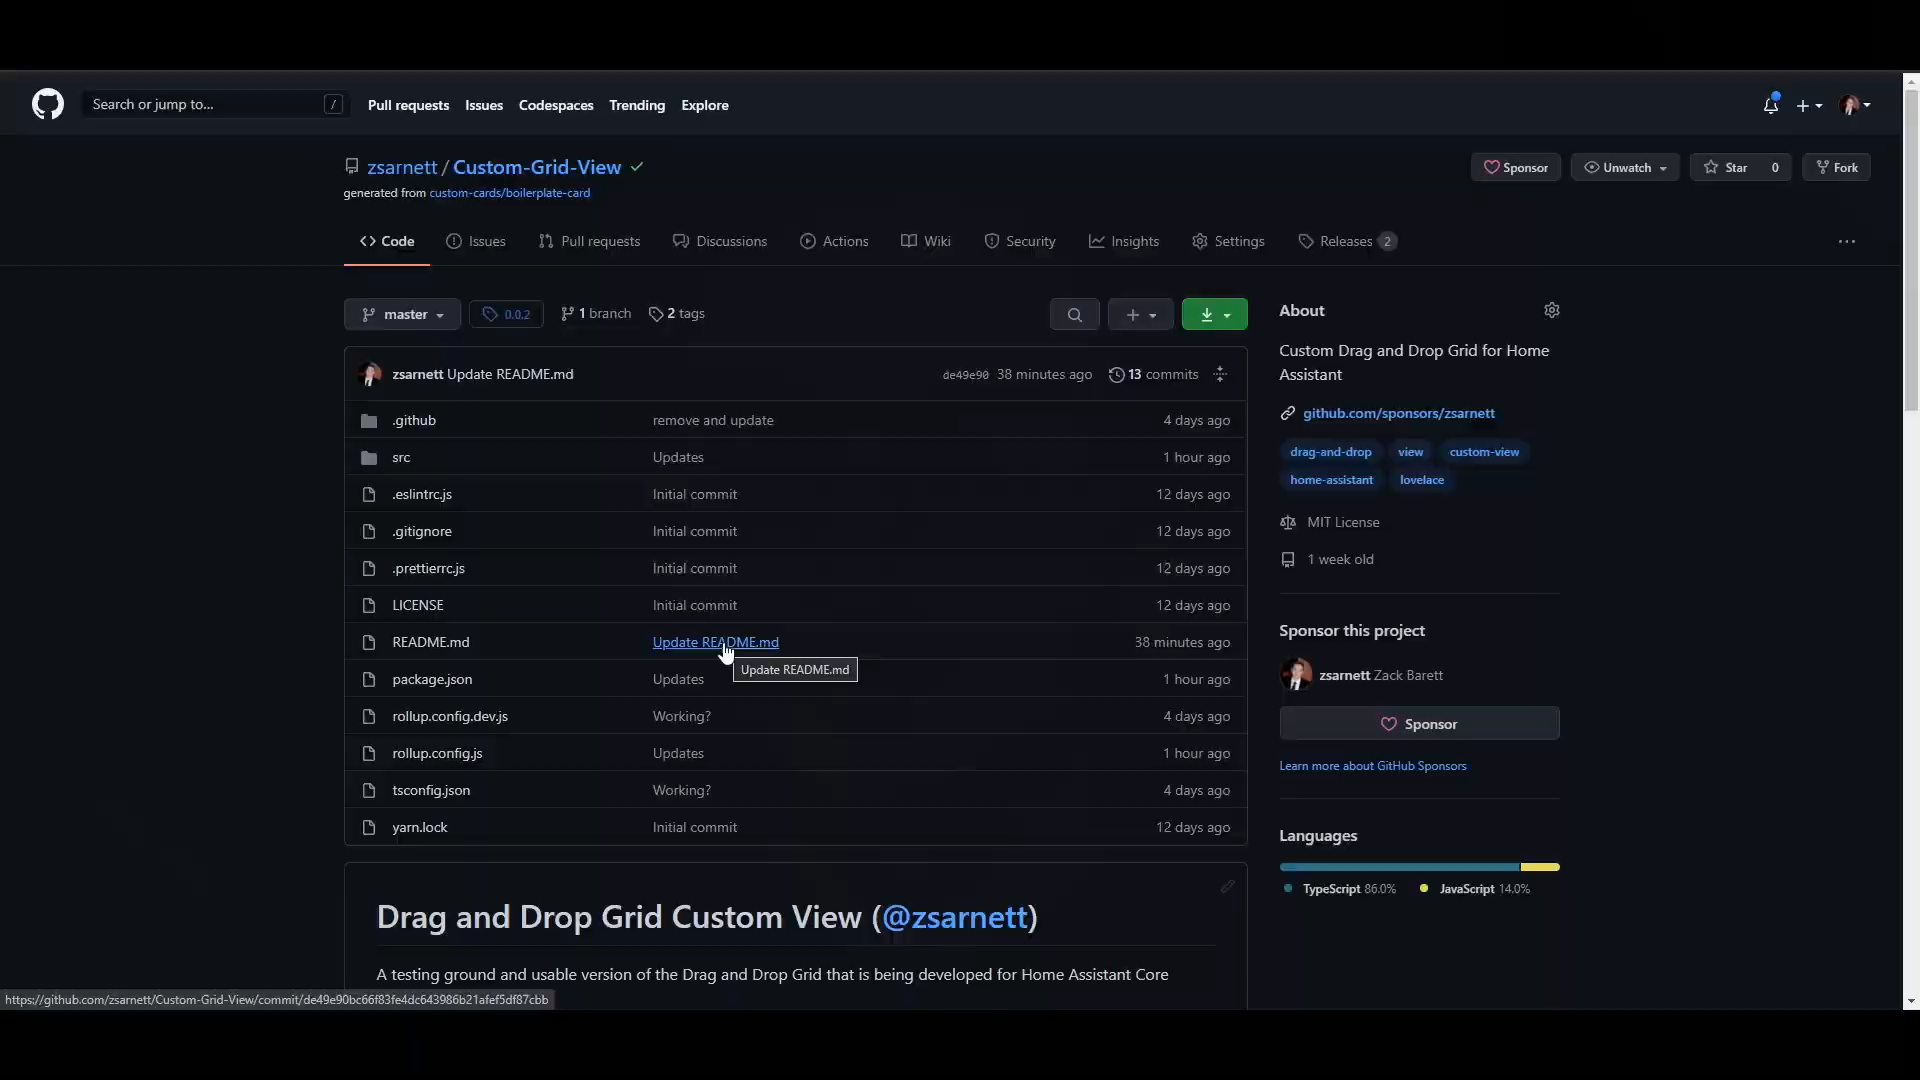 Search or jump to... /
Pull requests Issues Codespaces Trending Explore
zsarnett / Custom-Grid-View
Sponsor Unwatch Star 0 Fork
generated from custom-cards/boilerplate-card
Code Issues Pull requests Discussions Actions Wiki Security Insights Settings Releases 2
master 0.0.2 1 branch 2 tags
zsarnett Update README.md de49e90 38 minutes ago 13 commits
.github remove and update 4 days ago
src Updates 1 hour ago
.eslintrc.js Initial commit 12 days ago
.gitignore Initial commit 12 days ago
.prettierrc.js Initial commit 12 days ago
LICENSE Initial commit 12 days ago
README.md Update README.md 38 minutes ago
Update README.md
package.json Updates 1 hour ago
rollup.config.dev.js Working? 4 days ago
rollup.config.js Updates 1 hour ago
tsconfig.json Working? 4 days ago
yarn.lock Initial commit 12 days ago
Drag and Drop Grid Custom View (@zsarnett)
A testing ground and usable version of the Drag and Drop Grid that is being developed for Home Assistant Core
About
Custom Drag and Drop Grid for Home
Assistant
github.com/sponsors/zsarnett
drag-and-drop view custom-view
home-assistant lovelace
MIT License
1 week old
Sponsor this project
zsarnett Zack Barett
Sponsor
Learn more about GitHub Sponsors
Languages
TypeScript 86.0% JavaScript 14.0%
https://github.com/zsarnett/Custom-Grid-View/commit/de49e90bc66f83fe4dc643986b21afef5df87cbb